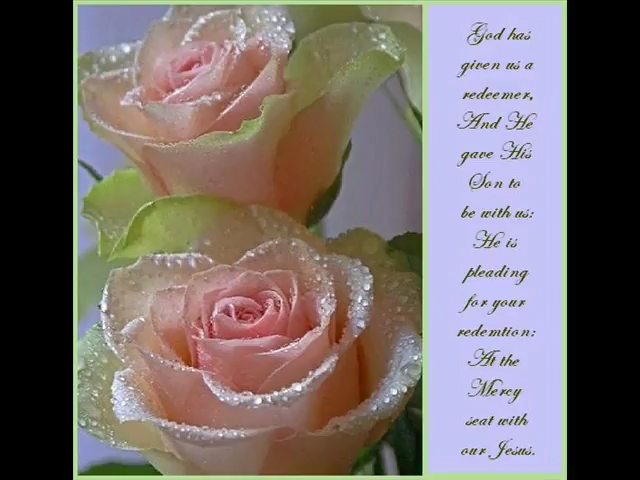 God has
given us a
redeemer,
And He
gave His
Son to
be with us:
He is
pleading
for your
redemtion:
At the
Mercy
seat with
our Jesus.